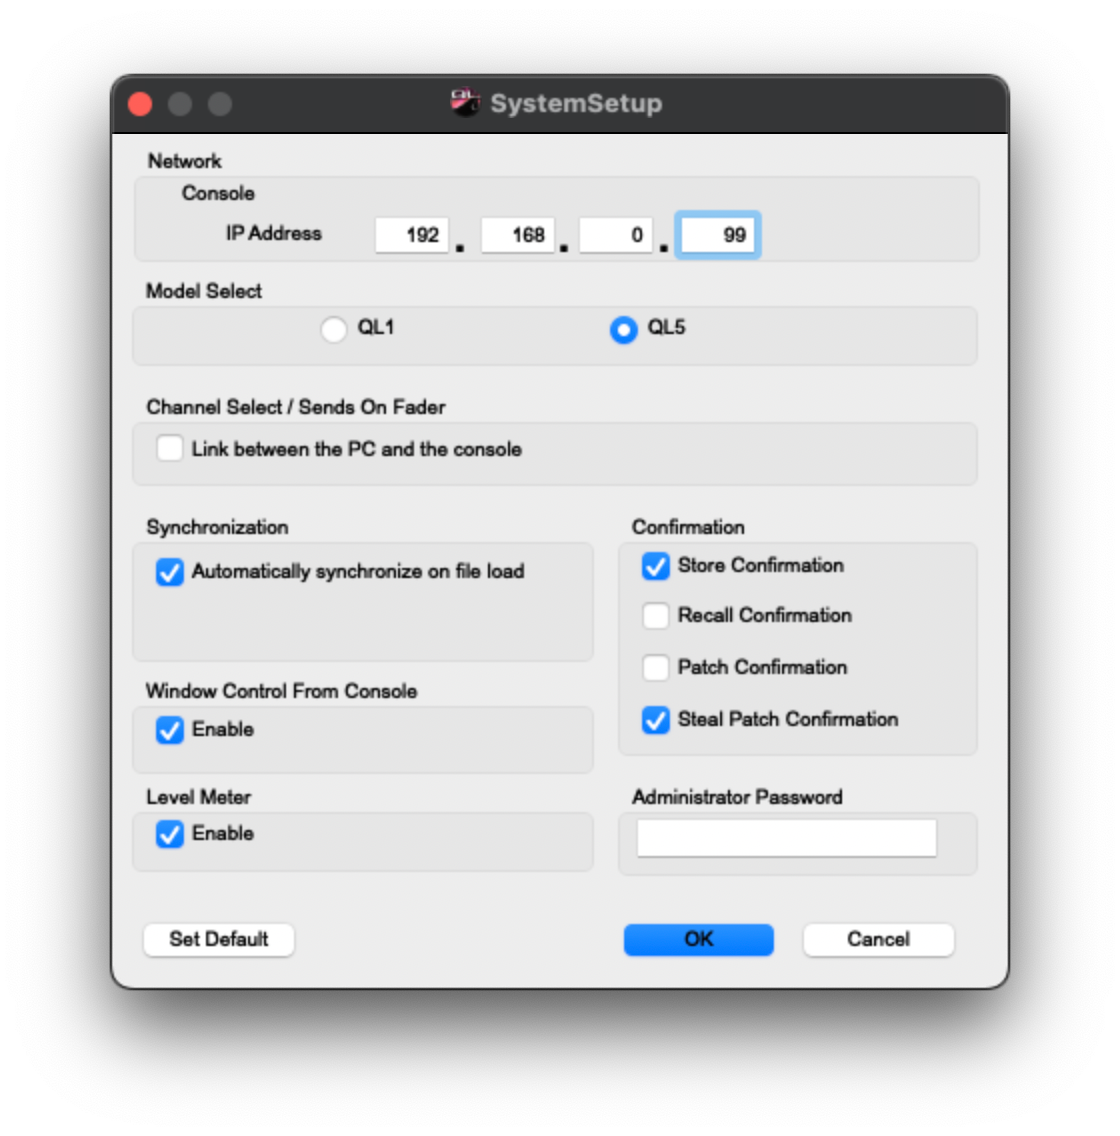 QL
SystemSetup
Network
Console
IP Address 192 . 168 . 0 . 99
Model Select
QL1 QL5
Channel Select / Sends On Fader
Link between the PC and the console
Synchronization
Automatically synchronize on file load
Window Control From Console
Enable
Level Meter
Enable
Confirmation
Store Confirmation
Recall Confirmation
Patch Confirmation
Steal Patch Confirmation
Administrator Password
Set Default OK Cancel